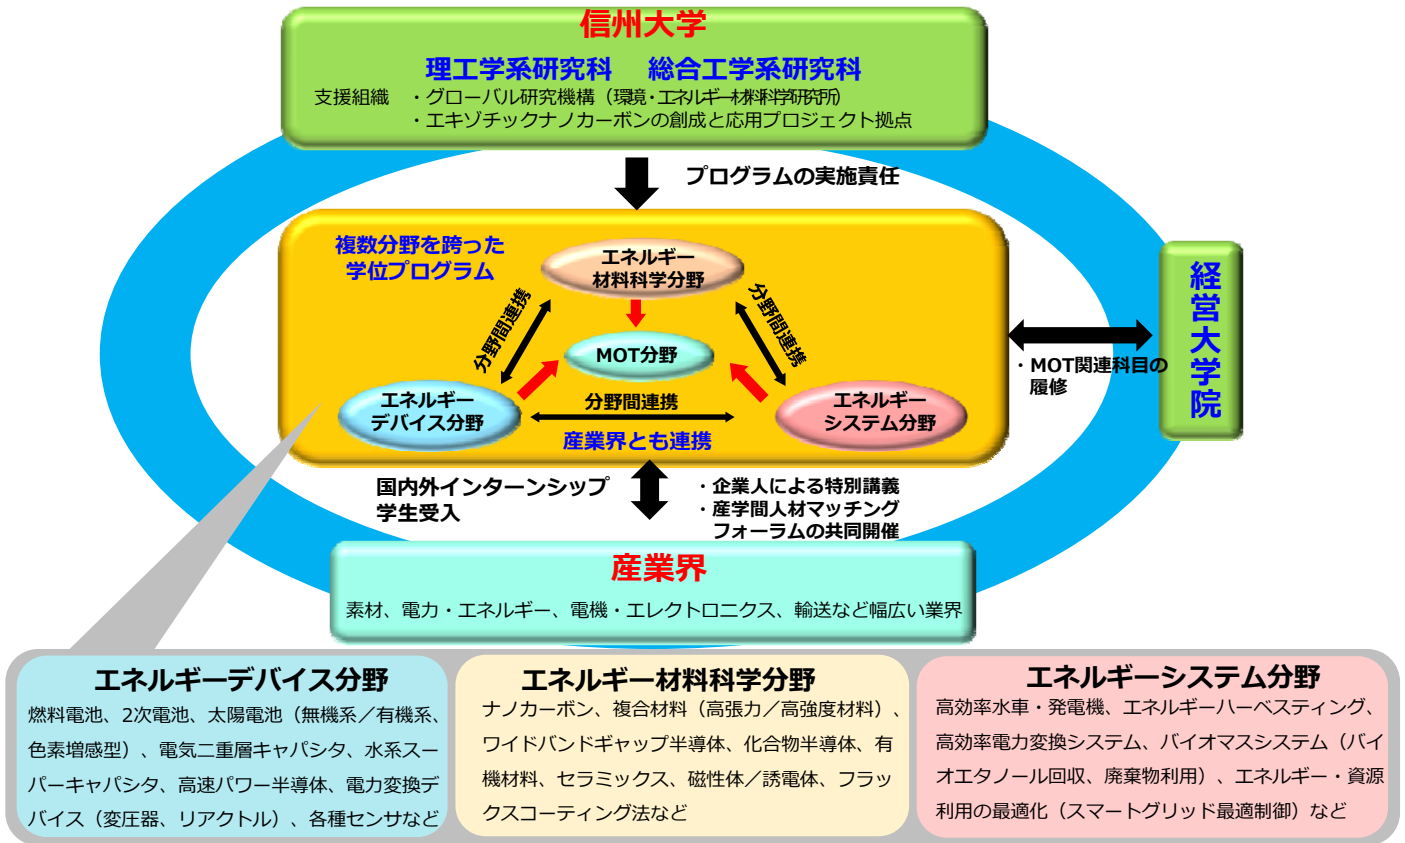 信州大学
理工学系研究科 総合工学系研究科
支援組織 ・グローバル研究機構（環境・エネルギー材料科学研究所）
・エキゾチックナノカーボンの創成と応用プロジェクト拠点
プログラムの実施責任
複数分野を跨った
学位プログラム
エネルギー
材料科学分野
分野間連携
分野間連携
MOT分野
エネルギー
デバイス分野
分野間連携
エネルギー
システム分野
産業界とも連携
・MOT関連科目の
履修
経営大学院
国内外インターンシップ
学生受入
・企業人による特別講義
・産学間人材マッチング
フォーラムの共同開催
産業界
素材、電力・エネルギー、電機・エレクトロニクス、輸送など幅広い業界
エネルギーデバイス分野
燃料電池、2次電池、太陽電池（無機系／有機系、
色素増感型）、電気二重層キャパシタ、水系スー
パーキャパシタ、高速パワー半導体、電力変換デ
バイス（変圧器、リアクトル）、各種センサなど
エネルギー材料科学分野
ナノカーボン、複合材料（高張力／高強度材料）、
ワイドバンドギャップ半導体、化合物半導体、有
機材料、セラミックス、磁性体／誘電体、フラッ
クスコーティング法など
エネルギーシステム分野
高効率水車・発電機、エネルギーハーベスティング、
高効率電力変換システム、バイオマスシステム（バイ
オエタノール回収、廃棄物利用）、エネルギー・資源
利用の最適化（スマートグリッド最適制御）など